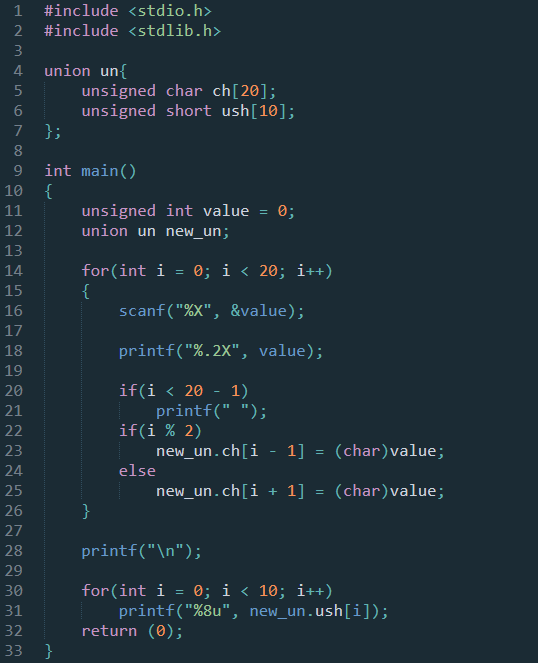 1 #include <stdio.h>
2 #include <stdlib.h>
3
4 union un{
5     unsigned char ch[20];
6     unsigned short ush[10];
7 };
8
9 int main()
10 {
11     unsigned int value = 0;
12     union un new_un;
13
14     for(int i = 0; i < 20; i++)
15     {
16         scanf("%X", &value);
17
18         printf("%.2X", value);
19
20         if(i < 20 - 1)
21             printf(" ");
22         if(i % 2)
23             new_un.ch[i - 1] = (char)value;
24         else
25             new_un.ch[i + 1] = (char)value;
26     }
27
28     printf("\n");
29
30     for(int i = 0; i < 10; i++)
31         printf("%8u", new_un.ush[i]);
32     return (0);
33 }